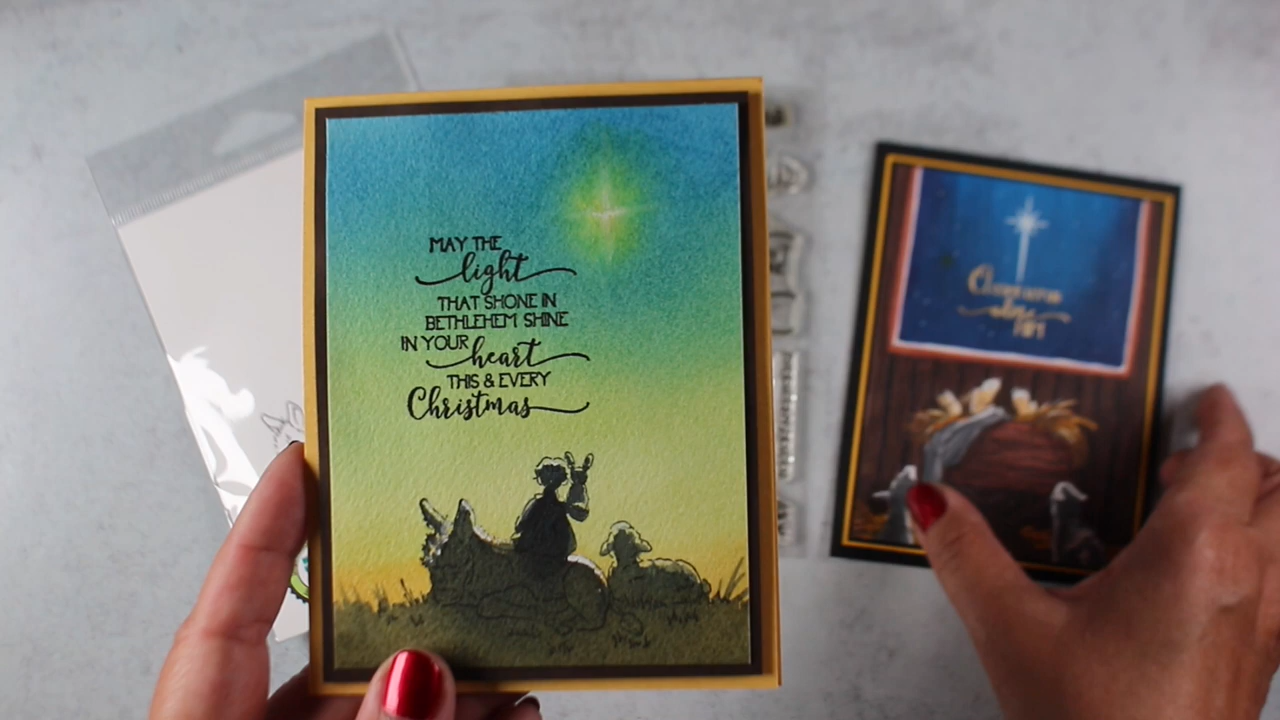 MAY THE
light
THAT SHONE IN
BETHLEHEM SHINE
IN YOUR heart
THIS & EVERY
Christmas